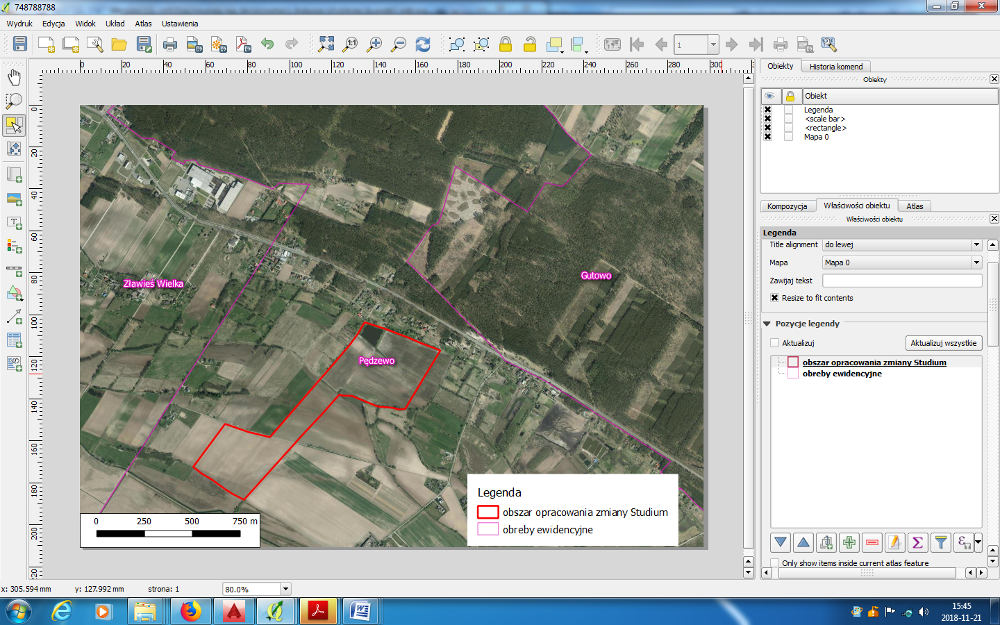 748788788
Wydruk Edycja Widok Układ Atlas Ustawienia
1:1 1
0 20 40 60 80 100 120 140 160 180 200 220 240 260 280 300
0
20
40
60
80
100
120
140
160
180
200
220
Zławieś Wielka
Gutowo
Pędzewo
Legenda
obszar opracowania zmiany Studium
obreby ewidencyjne
0 250 500 750 m
Obiekty Historia komend
Obiekty
Obiekt
Legenda
<scale bar>
<rectangle>
Mapa 0
Kompozycja Właściwości obiektu Atlas
Właściwości obiektu
Legenda
Title alignment do lewej
Mapa Mapa 0
Zawijaj tekst
Resize to fit contents
Pozycje legendy
Aktualizuj Aktualizuj wszystkie
obszar opracowania zmiany Studium
obreby ewidencyjne
Only show items inside current atlas feature
x: 305.594 mm y: 127.992 mm strona: 1 80.0%
15:45
2018-11-21